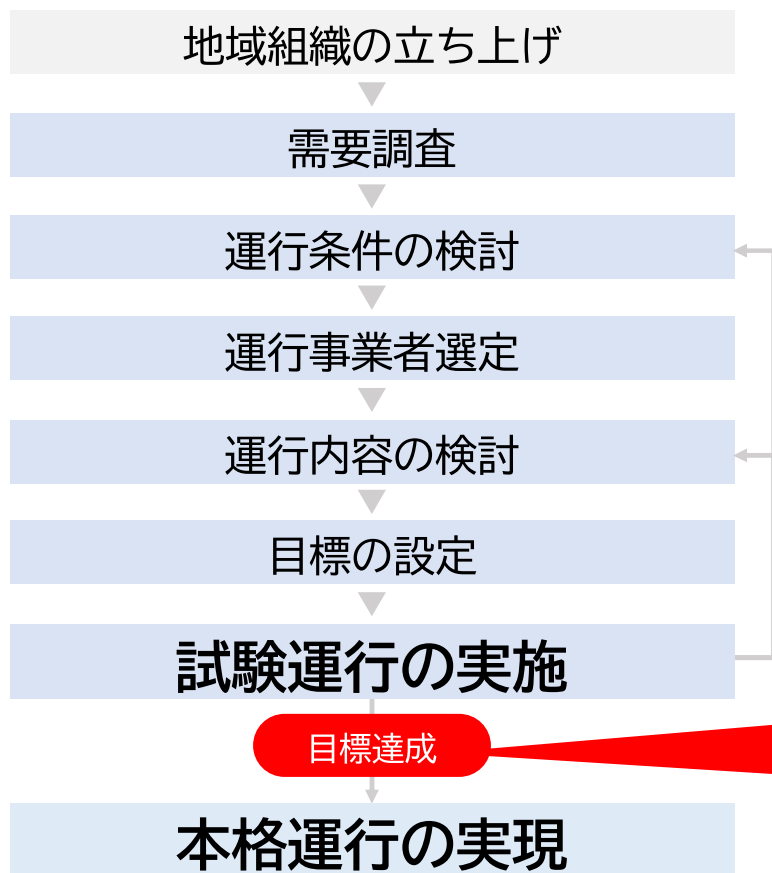 地域組織の立ち上げ
需要調査
運行条件の検討
運行事業者選定
運行内容の検討
目標の設定
試験運行の実施
目標達成
本格運行の実現